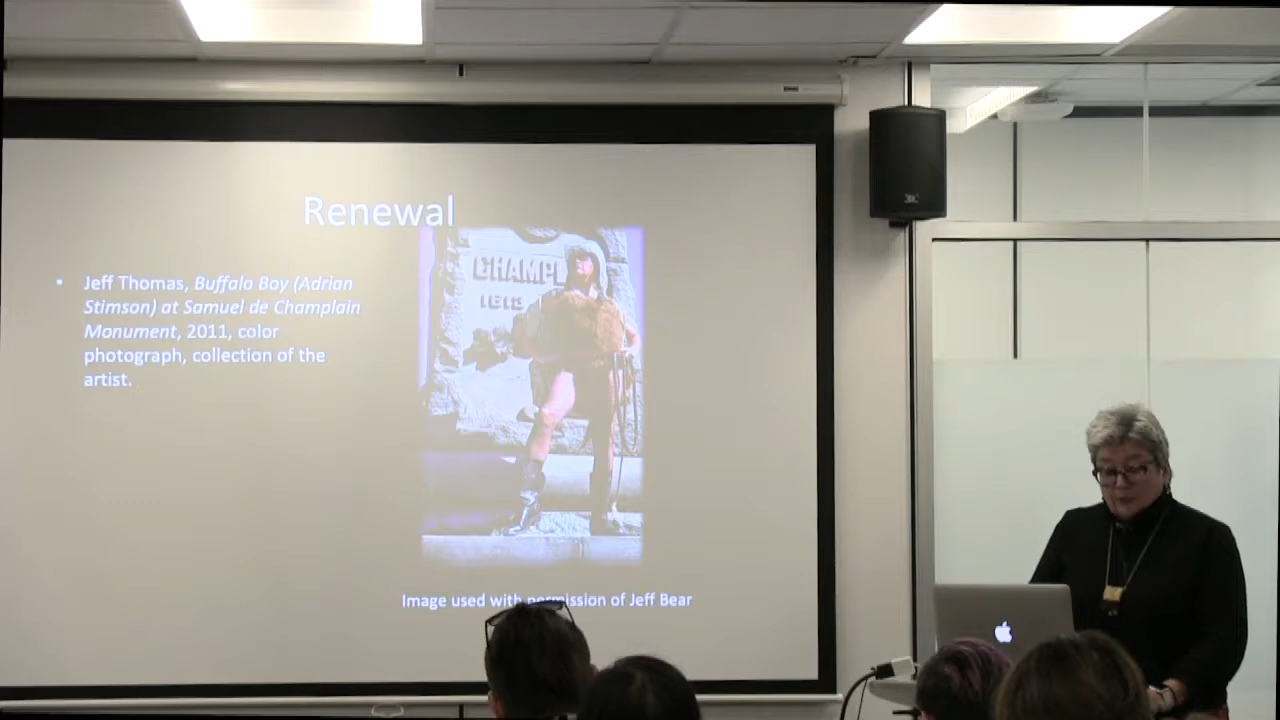 Renewal
• Jeff Thomas, Buffalo Boy (Adrian
Stimson) at Samuel de Champlain
Monument, 2011, color
photograph, collection of the
artist.
CHAMPL
1613
Image used with permission of Jeff Bear